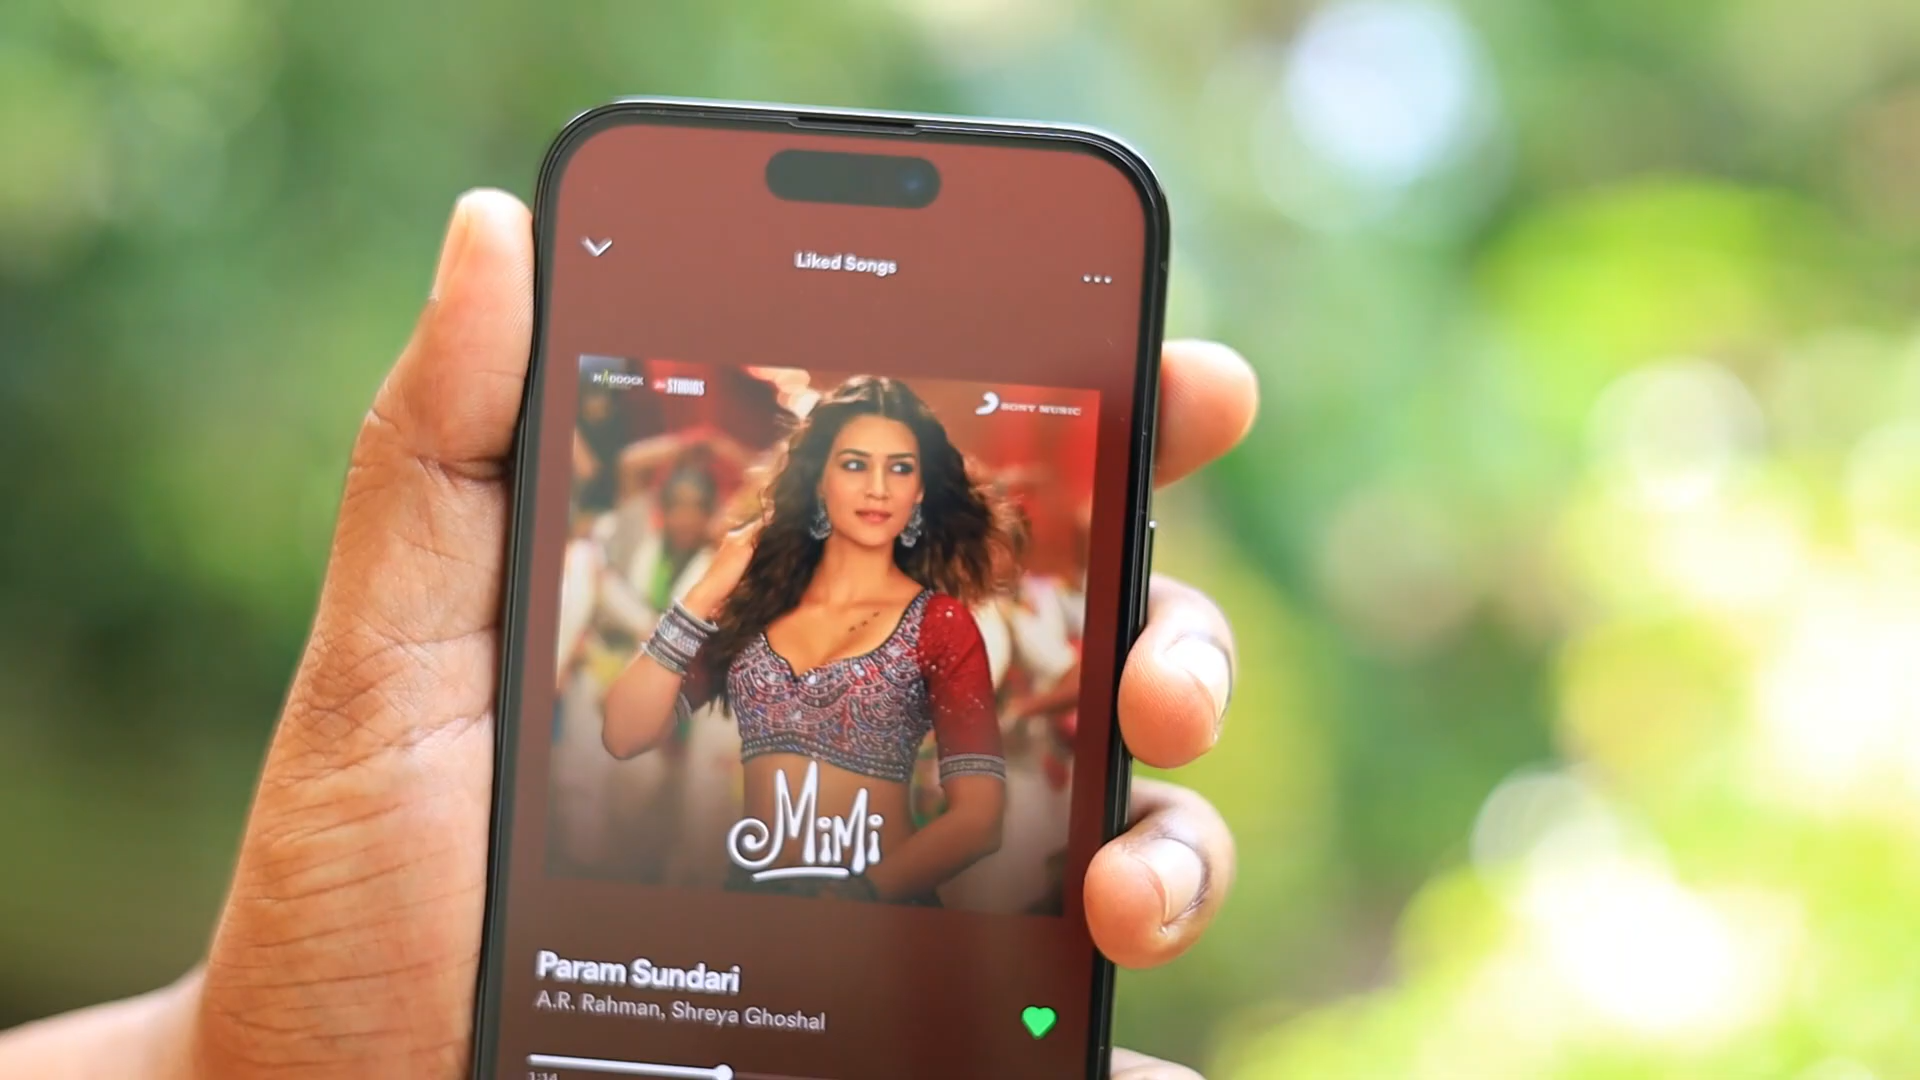 Liked Songs
MADDOCK
STUDIOS
SONY MUSIC
MiMi
Param Sundari
A.R. Rahman, Shreya Ghoshal
1:14